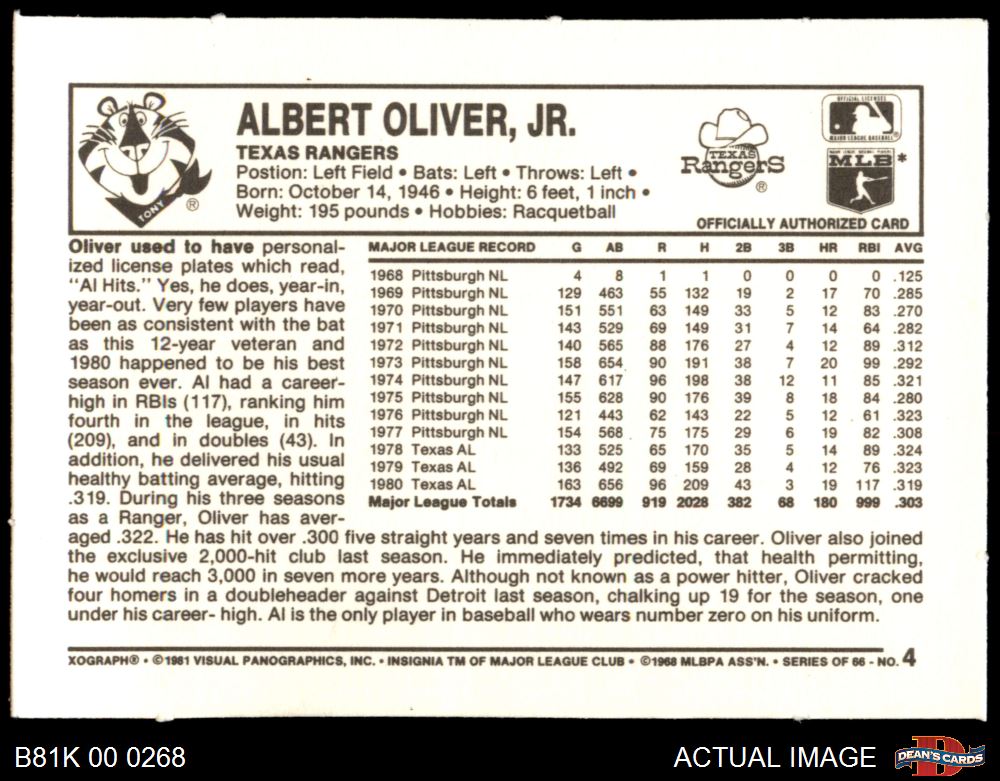 ALBERT OLIVER, JR.
TEXAS RANGERS
Postion: Left Field • Bats: Left • Throws: Left •
Born: October 14, 1946 • Height: 6 feet, 1 inch •
Weight: 195 pounds • Hobbies: Racquetball
TONY
®
TEXAS
Rangers
®
OFFICIAL LICENSEE
MAJOR LEAGUE BASEBALL®
MAJOR LEAGUE BASEBALL PLAYERS
MLB*
OFFICIALLY AUTHORIZED CARD
Oliver used to have personal-
ized license plates which read,
"Al Hits." Yes, he does, year-in,
year-out. Very few players have
been as consistent with the bat
as this 12-year veteran and
1980 happened to be his best
season ever. Al had a career-
high in RBIs (117), ranking him
fourth in the league, in hits
(209), and in doubles (43). In
addition, he delivered his usual
healthy batting average, hitting
.319. During his three seasons
as a Ranger, Oliver has aver-
MAJOR LEAGUE RECORD G AB R H 2B 3B HR RBI AVG
1968 Pittsburgh NL 4 8 1 1 0 0 0 0 .125
1969 Pittsburgh NL 129 463 55 132 19 2 17 70 .285
1970 Pittsburgh NL 151 551 63 149 33 5 12 83 .270
1971 Pittsburgh NL 143 529 69 149 31 7 14 64 .282
1972 Pittsburgh NL 140 565 88 176 27 4 12 89 .312
1973 Pittsburgh NL 158 654 90 191 38 7 20 99 .292
1974 Pittsburgh NL 147 617 96 198 38 12 11 85 .321
1975 Pittsburgh NL 155 628 90 176 39 8 18 84 .280
1976 Pittsburgh NL 121 443 62 143 22 5 12 61 .323
1977 Pittsburgh NL 154 568 75 175 29 6 19 82 .308
1978 Texas AL 133 525 65 170 35 5 14 89 .324
1979 Texas AL 136 492 69 159 28 4 12 76 .323
1980 Texas AL 163 656 96 209 43 3 19 117 .319
Major League Totals 1734 6699 919 2028 382 68 180 999 .303
aged .322. He has hit over .300 five straight years and seven times in his career. Oliver also joined
the exclusive 2,000-hit club last season. He immediately predicted, that health permitting,
he would reach 3,000 in seven more years. Although not known as a power hitter, Oliver cracked
four homers in a doubleheader against Detroit last season, chalking up 19 for the season, one
under his career- high. Al is the only player in baseball who wears number zero on his uniform.
XOGRAPH® • ©1981 VISUAL PANOGRAPHICS, INC. • INSIGNIA TM OF MAJOR LEAGUE CLUB • ©1968 MLBPA ASS'N. • SERIES OF 66 - NO. 4
B81K 00 0268
ACTUAL IMAGE
D
DEAN'S CARDS